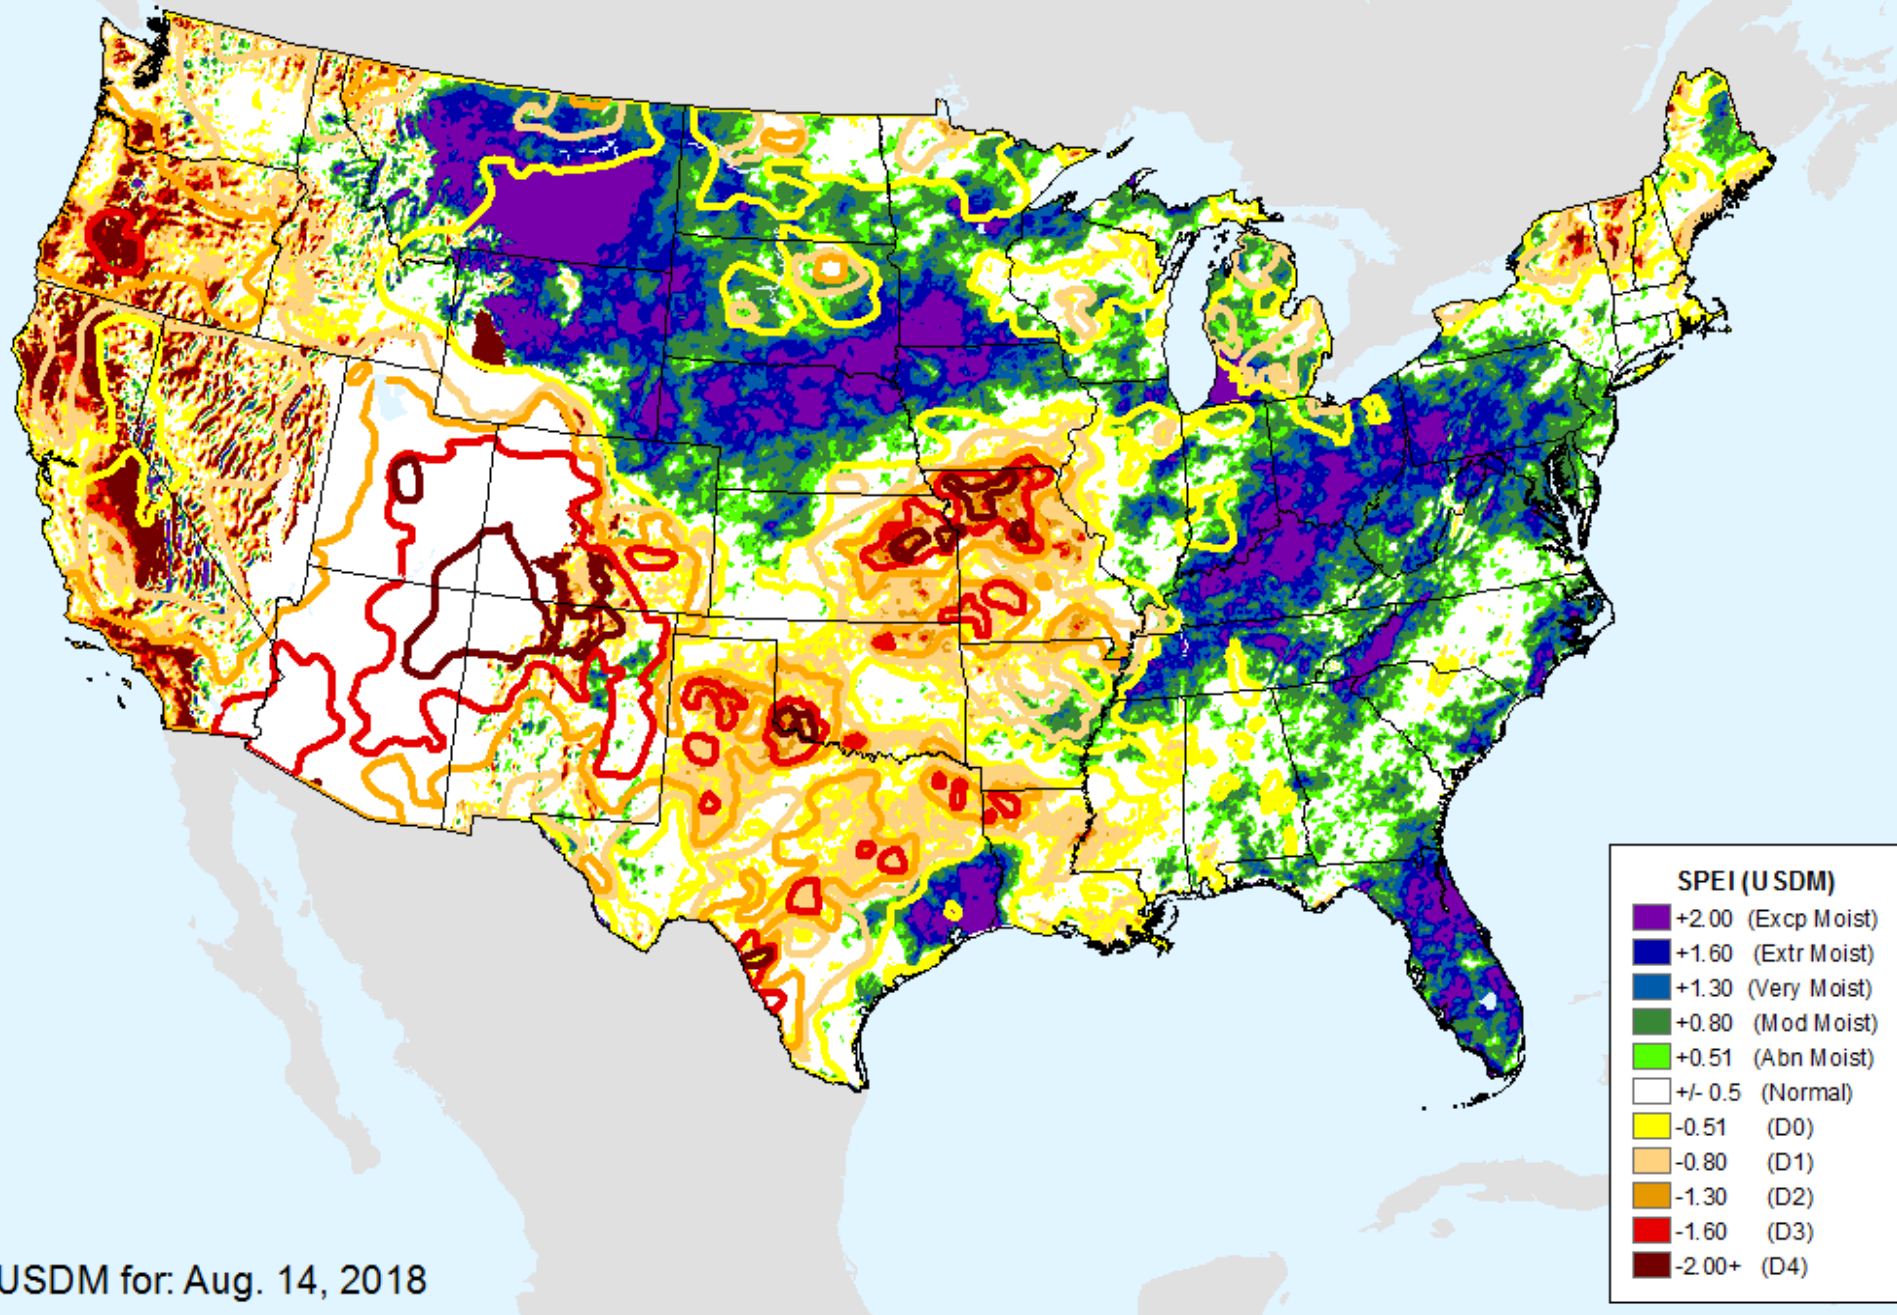 SPEI (USDM)
+2.00 (Excp Moist)
+1.60 (Extr Moist)
+1.30 (Very Moist)
+0.80 (Mod Moist)
+0.51 (Abn Moist)
+/- 0.5 (Normal)
-0.51 (D0)
-0.80 (D1)
-1.30 (D2)
-1.60 (D3)
-2.00+ (D4)
USDM for: Aug. 14, 2018